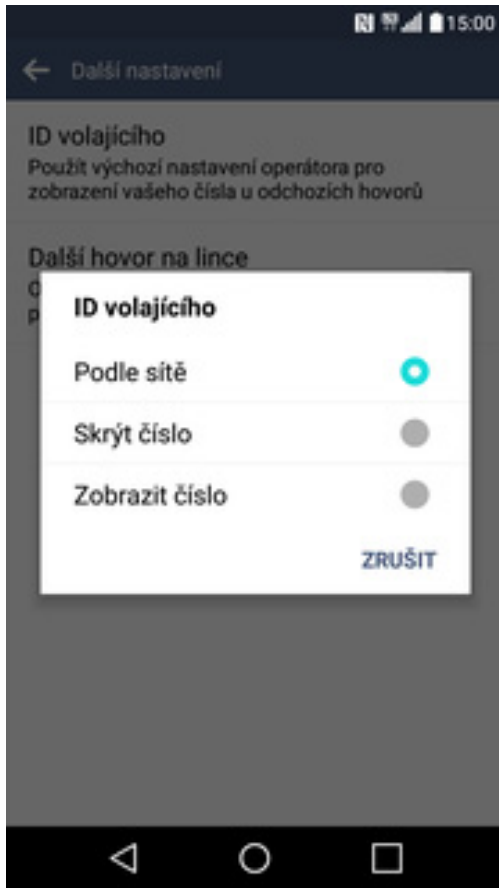 15:00
Další nastavení
ID volajícího
Použít výchozí nastavení operátora pro
zobrazení vašeho čísla u odchozích hovorů
Další hovor na lince
ID volajícího
Podle sítě
Skrýt číslo
Zobrazit číslo
ZRUŠIT